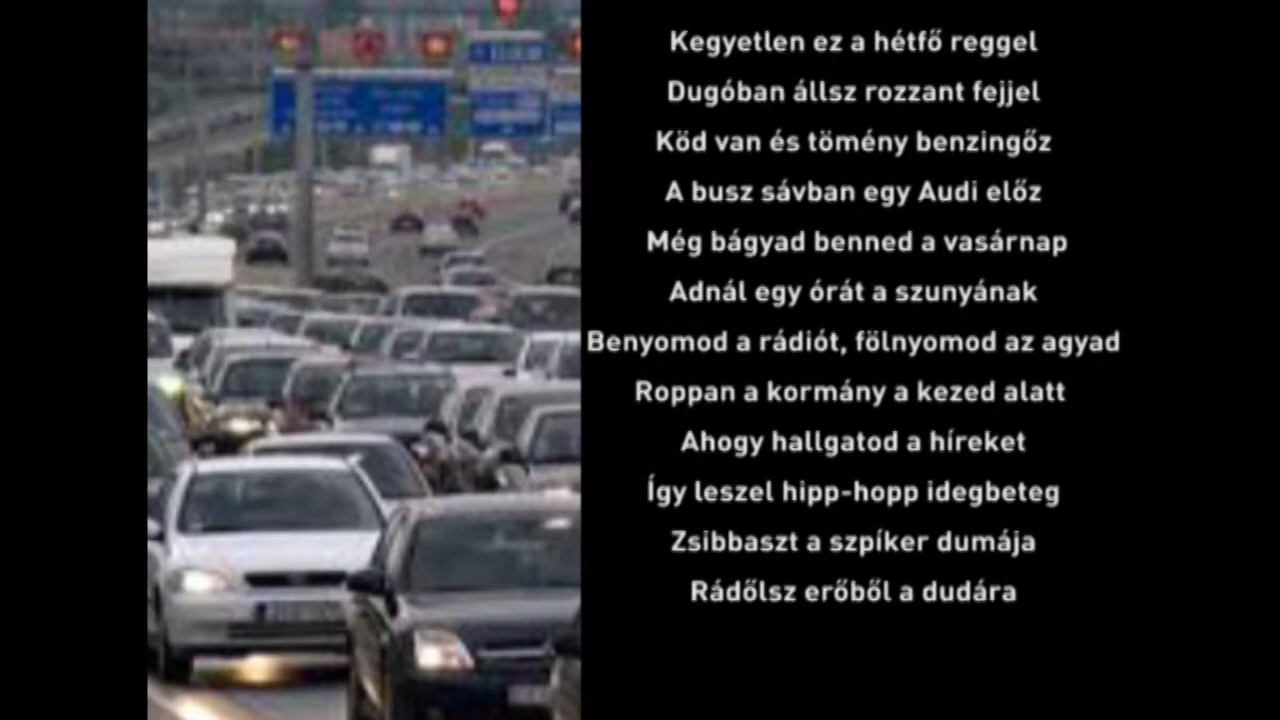 Kegyetlen ez a hétfő reggel
Dugóban állsz rozzant fejjel
Köd van és tömény benzingőz
A busz sávban egy Audi előz
Még bágyad benned a vasárnap
Adnál egy órát a szunyának
Benyomod a rádiót, fölnyomod az agyad
Roppan a kormány a kezed alatt
Ahogy hallgatod a híreket
Így leszel hipp-hopp idegbeteg
Zsibbaszt a szpíker dumája
Rádőlsz erőből a dudára